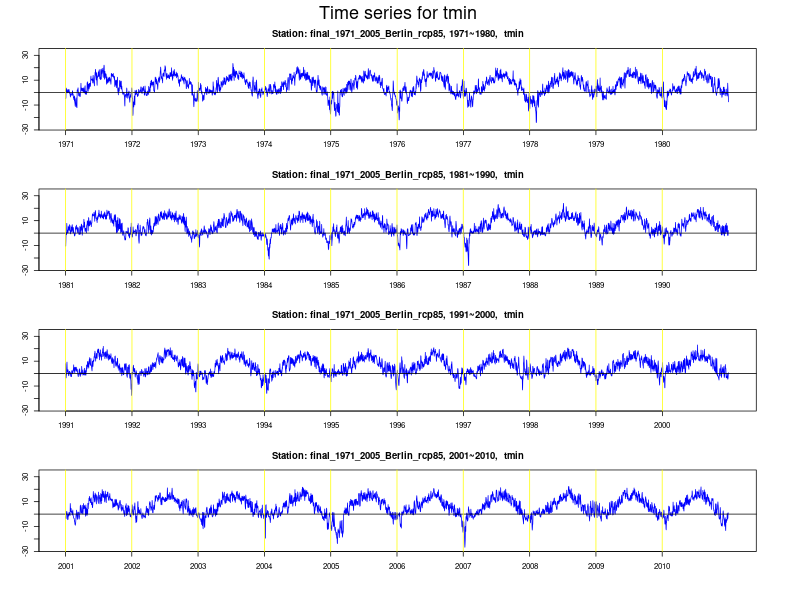 Time series for tmin
Station: final_1971_2005_Berlin_rcp85, 1971~1980, tmin
30
10
-10
-30
1971 1972 1973 1974 1975 1976 1977 1978 1979 1980
Station: final_1971_2005_Berlin_rcp85, 1981~1990, tmin
30
10
-10
-30
1981 1982 1983 1984 1985 1986 1987 1988 1989 1990
Station: final_1971_2005_Berlin_rcp85, 1991~2000, tmin
30
10
-10
-30
1991 1992 1993 1994 1995 1996 1997 1998 1999 2000
Station: final_1971_2005_Berlin_rcp85, 2001~2010, tmin
30
10
-10
-30
2001 2002 2003 2004 2005 2006 2007 2008 2009 2010